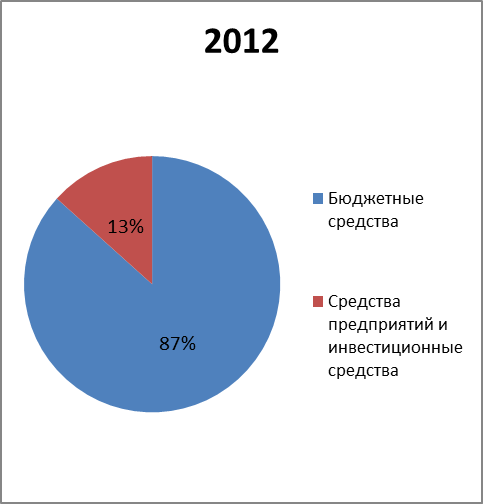 2012
13%
87%
Бюджетные
средства
Средства
предприятий и
инвестиционные
средства